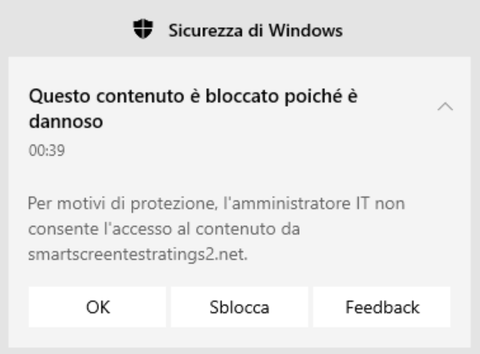 Sicurezza di Windows
Questo contenuto è bloccato poiché è
dannoso
00:39
Per motivi di protezione, l'amministratore IT non
consente l'accesso al contenuto da
smartscreentestratings2.net.
OK
Sblocca
Feedback